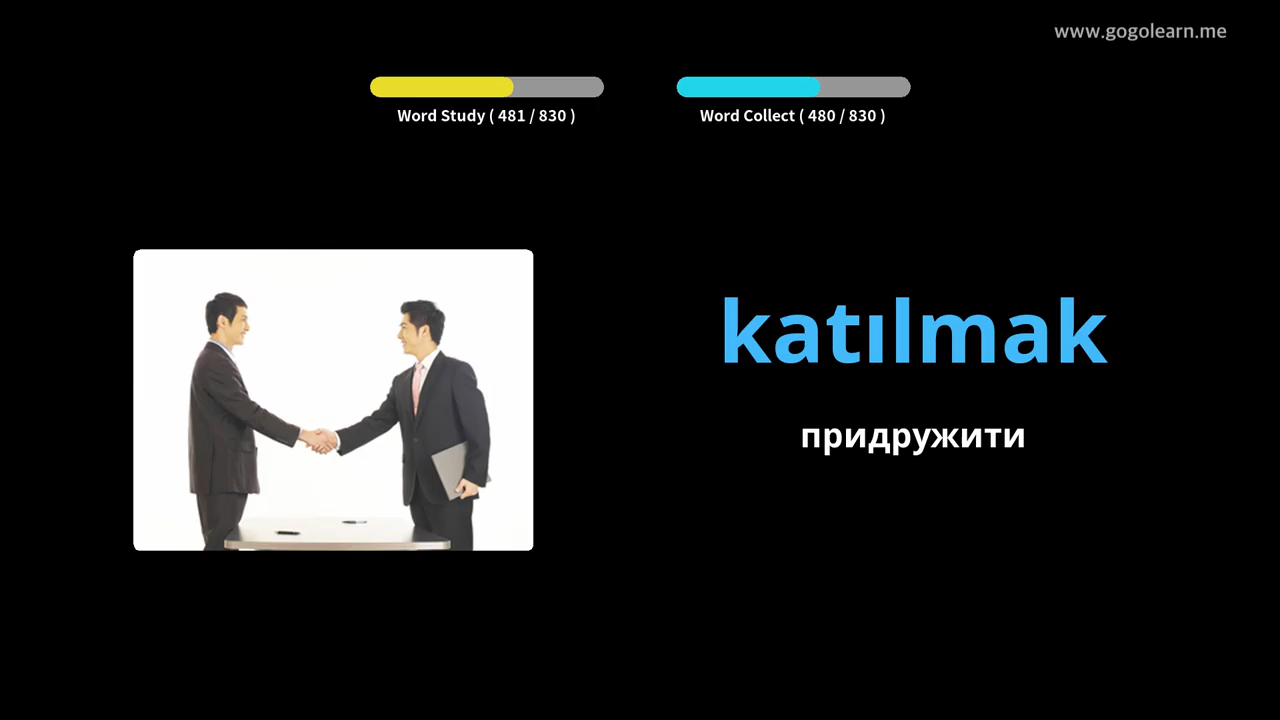 www.gogolearn.me
Word Study ( 481 / 830 )
Word Collect ( 480 / 830 )
katılmak
придружити